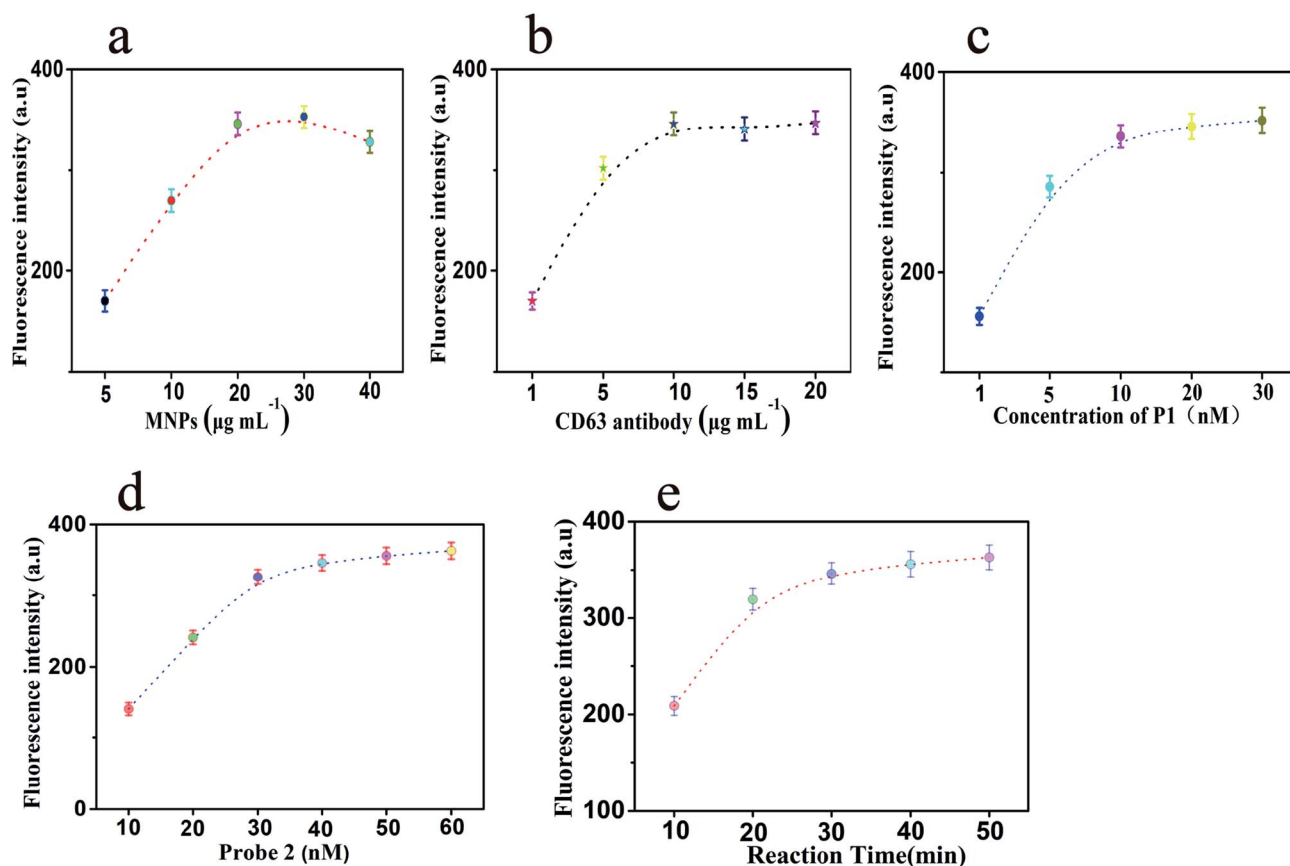 a
Fluorescence intensity (a.u)
400
200
5 10 20 30 40
MNPs (μg mL⁻¹)
b
Fluorescence intensity (a.u)
400
200
1 5 10 15 20
CD63 antibody (μg mL⁻¹)
c
Fluorescence intensity (a.u)
400
200
1 5 10 20 30
Concentration of P1（nM）
d
Fluorescence intensity (a.u)
400
200
0
10 20 30 40 50 60
Probe 2 (nM)
e
Fluorescence intensity (a.u)
400
300
200
100
10 20 30 40 50
Reaction Time(min)